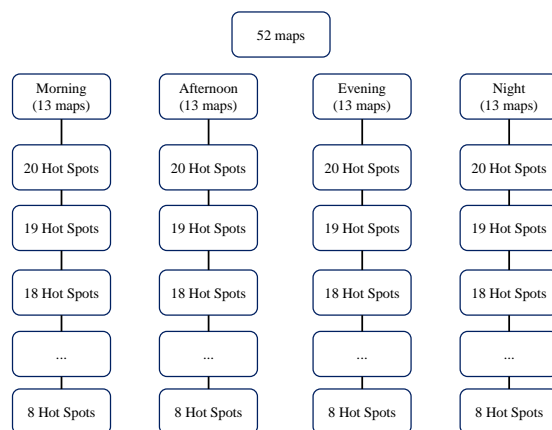 52 maps
Morning
(13 maps)
Afternoon
(13 maps)
Evening
(13 maps)
Night
(13 maps)
20 Hot Spots
20 Hot Spots
20 Hot Spots
20 Hot Spots
19 Hot Spots
19 Hot Spots
19 Hot Spots
19 Hot Spots
18 Hot Spots
18 Hot Spots
18 Hot Spots
18 Hot Spots
...
...
...
...
8 Hot Spots
8 Hot Spots
8 Hot Spots
8 Hot Spots